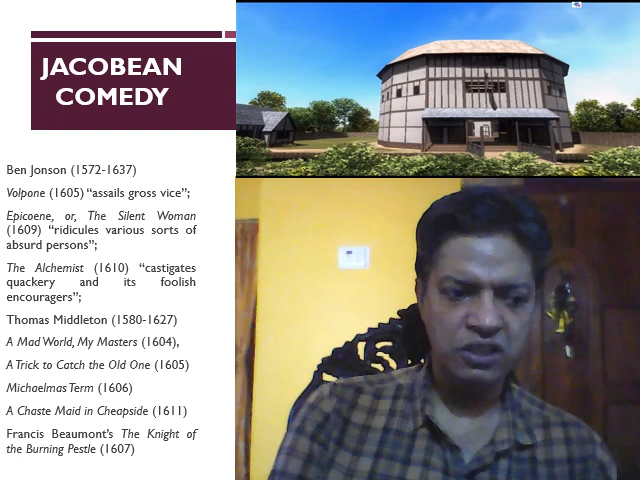 JACOBEAN
COMEDY
Ben Jonson (1572-1637)
Volpone (1605) “assails gross vice”;
Epicoene, or, The Silent Woman
(1609) “ridicules various sorts of
absurd persons”;
The Alchemist (1610) “castigates
quackery and its foolish
encouragers”;
Thomas Middleton (1580-1627)
A Mad World, My Masters (1604),
A Trick to Catch the Old One (1605)
Michaelmas Term (1606)
A Chaste Maid in Cheapside (1611)
Francis Beaumont’s The Knight of
the Burning Pestle (1607)